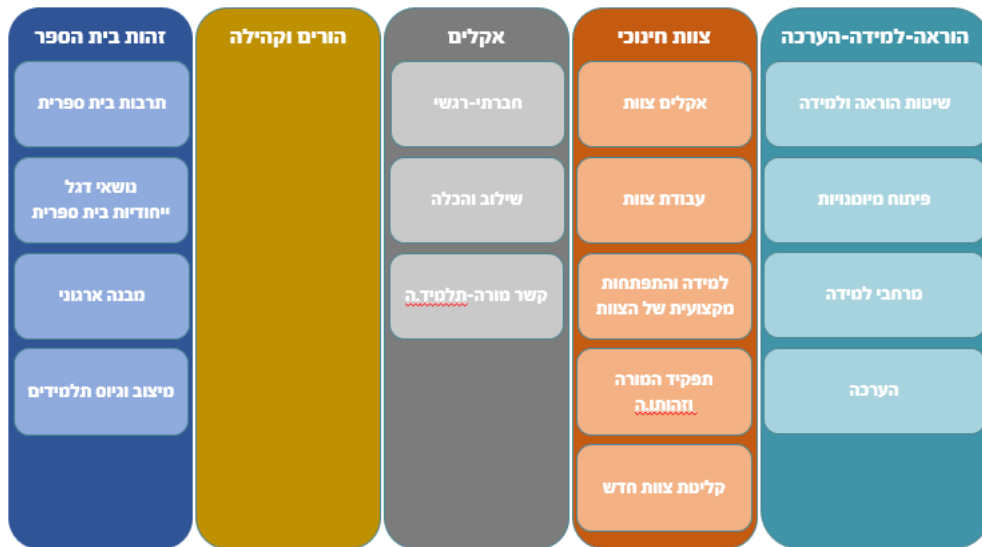 הוראה-למידה-הערכה
שיטות הוראה ולמידה
פיתוח מיומנויות
מרחבי למידה
הערכה
צוות חינוכי
אקלים צוות
עבודת צוות
למידה והתפתחות
מקצועית של הצוות
תפקיד המורה
וזהותו.ה
קליטת צוות חדש
אקלים
חברתי-רגשי
שילוב והכלה
קשר מורה-תלמיד.ה
הורים וקהילה
זהות בית הספר
תרבות בית ספרית
נושאי דגל
ייחודיות בית ספרית
מבנה ארגוני
מיצוב וגיוס תלמידים